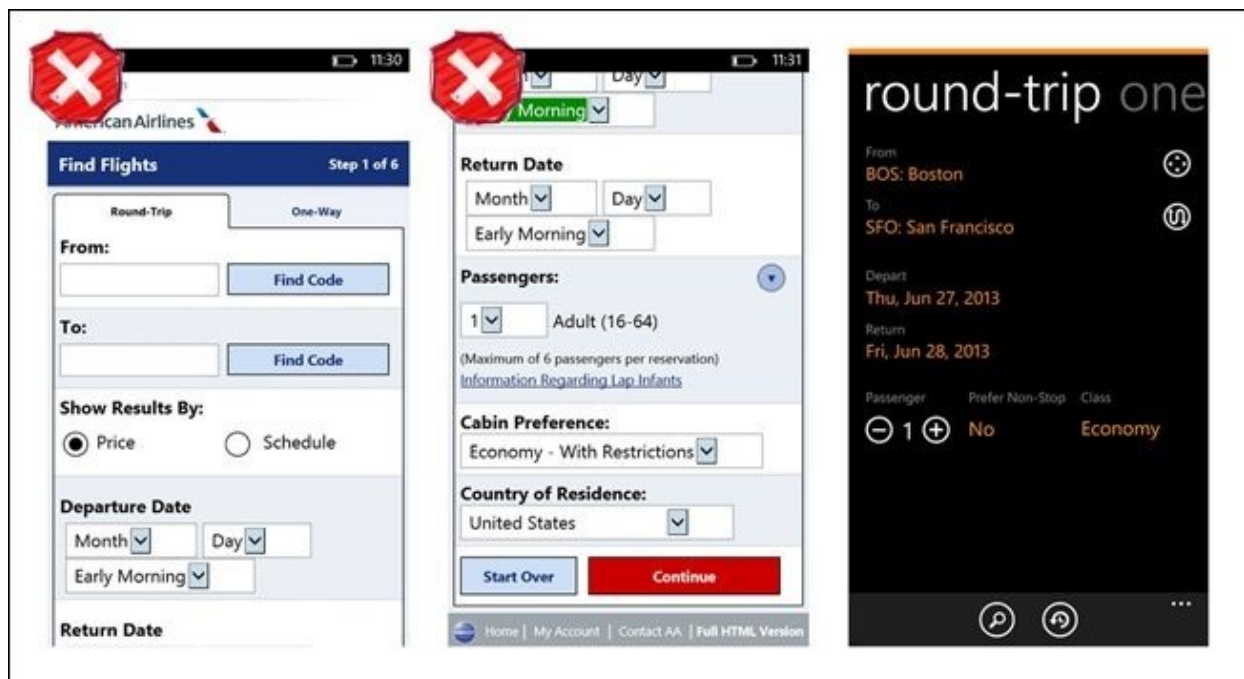 11:30
American Airlines
Find Flights Step 1 of 6
Round-Trip One-Way
From:
Find Code
To:
Find Code
Show Results By:
Price Schedule
Departure Date
Month Day
Early Morning
Return Date
11:31
Day
Morning
Return Date
Month Day
Early Morning
Passengers:
1 Adult (16-64)
(Maximum of 6 passengers per reservation)
Information Regarding Lap Infants
Cabin Preference:
Economy - With Restrictions
Country of Residence:
United States
Start Over Continue
Home | My Account | Contact AA | Full HTML Version
round-trip one
From
BOS: Boston
To
SFO: San Francisco
Depart
Thu, Jun 27, 2013
Return
Fri, Jun 28, 2013
Passenger Prefer Non-Stop Class
1 No Economy